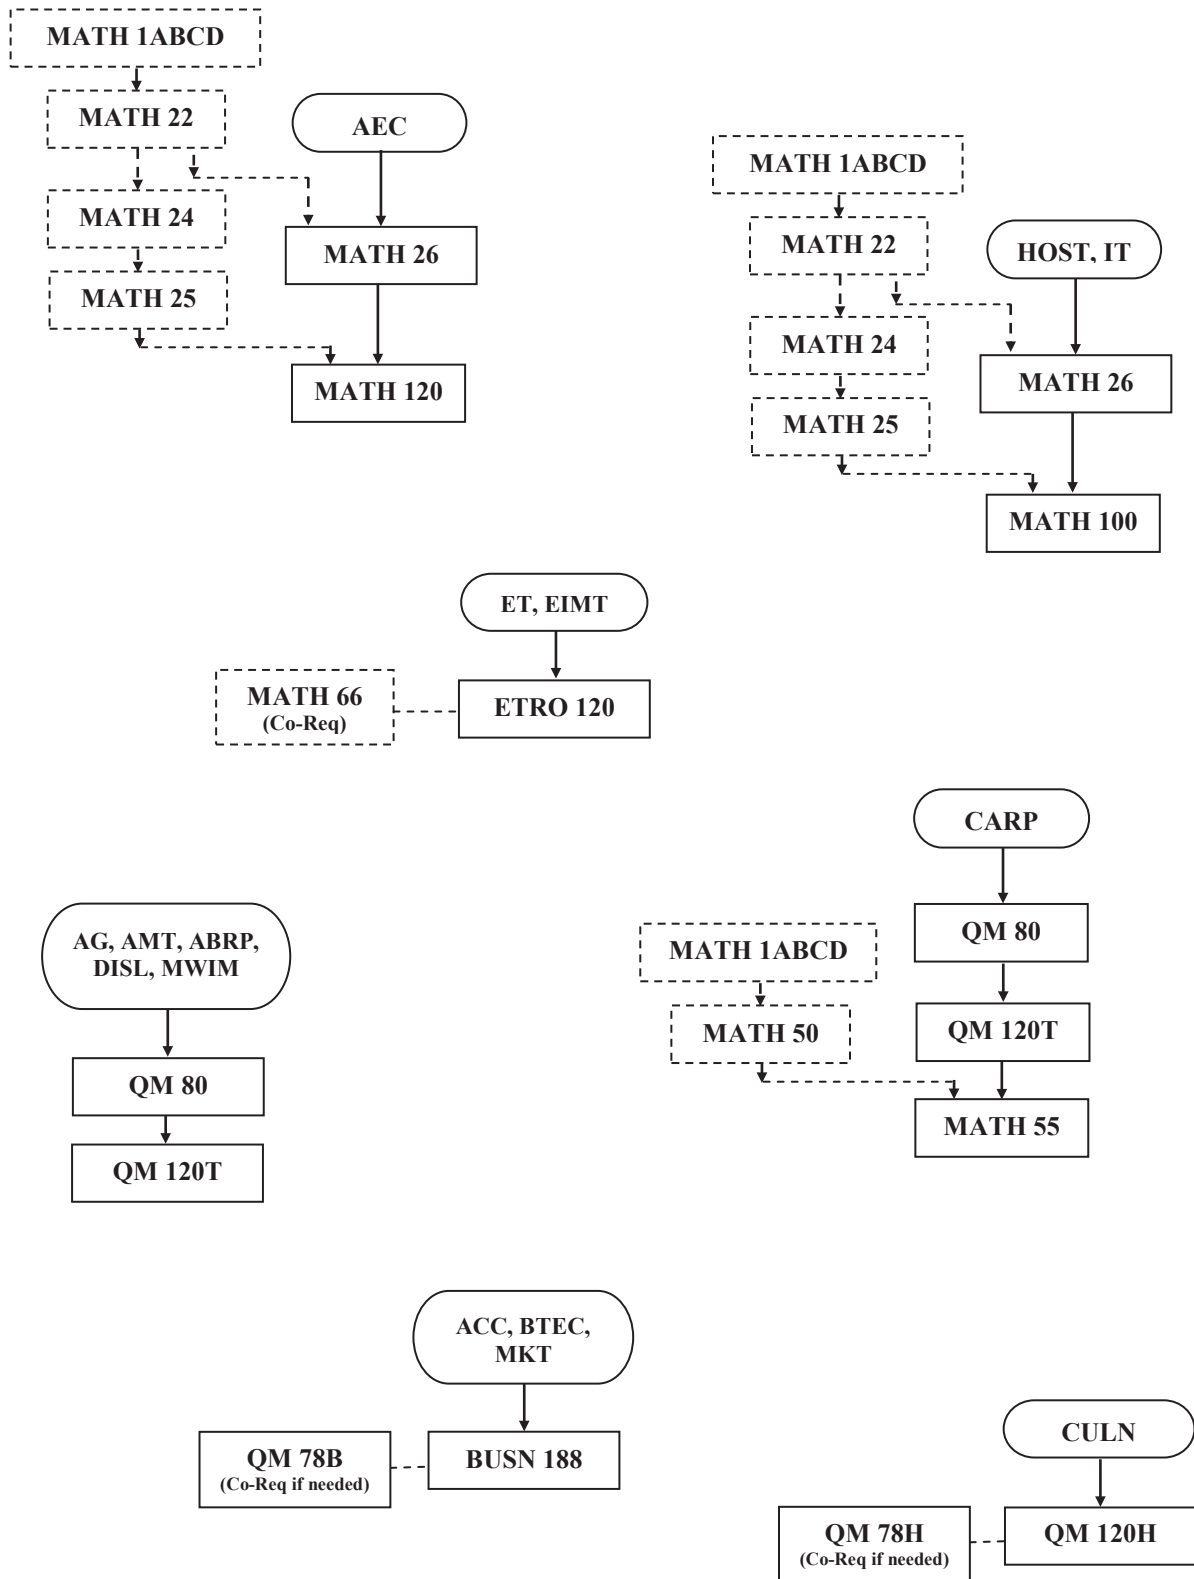 MATH 1ABCD
MATH 22
AEC
MATH 24
MATH 26
MATH 25
MATH 120
MATH 1ABCD
MATH 22
HOST, IT
MATH 24
MATH 26
MATH 25
MATH 100
ET, EIMT
MATH 66
(Co-Req)
ETRO 120
CARP
QM 80
MATH 1ABCD
QM 120T
MATH 50
MATH 55
AG, AMT, ABRP,
DISL, MWIM
QM 80
QM 120T
ACC, BTEC,
MKT
QM 78B
(Co-Req if needed)
BUSN 188
CULN
QM 78H
(Co-Req if needed)
QM 120H